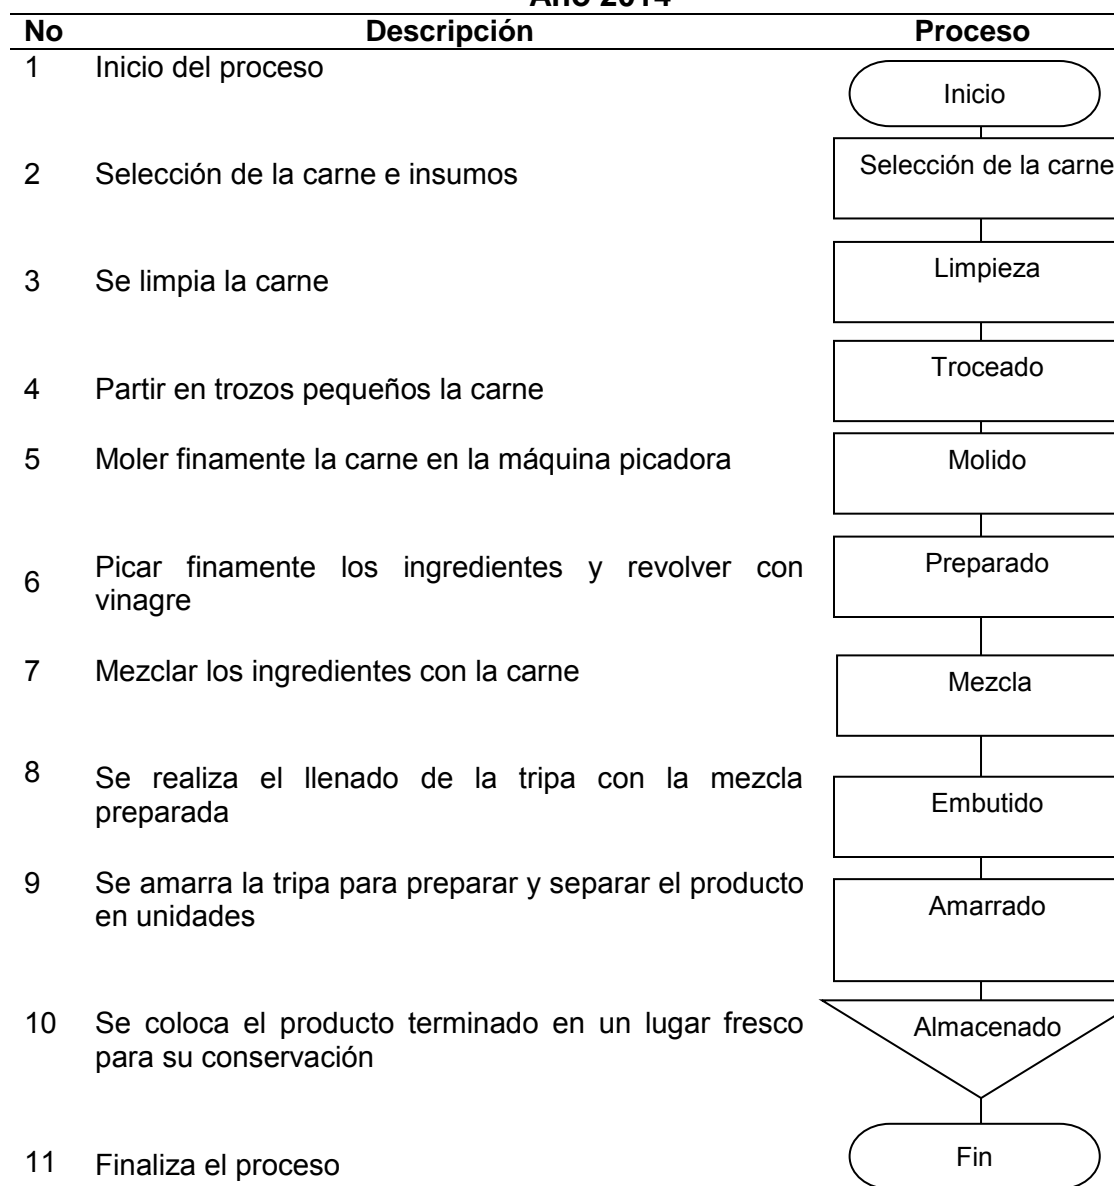 Año 2014
No Descripción Proceso
1 Inicio del proceso
Inicio
2 Selección de la carne e insumos
Selección de la carne
3 Se limpia la carne
Limpieza
4 Partir en trozos pequeños la carne
Troceado
5 Moler finamente la carne en la máquina picadora
Molido
6 Picar finamente los ingredientes y revolver con
vinagre
Preparado
7 Mezclar los ingredientes con la carne
Mezcla
8 Se realiza el llenado de la tripa con la mezcla
preparada
Embutido
9 Se amarra la tripa para preparar y separar el producto
en unidades
Amarrado
10 Se coloca el producto terminado en un lugar fresco
para su conservación
Almacenado
11 Finaliza el proceso
Fin